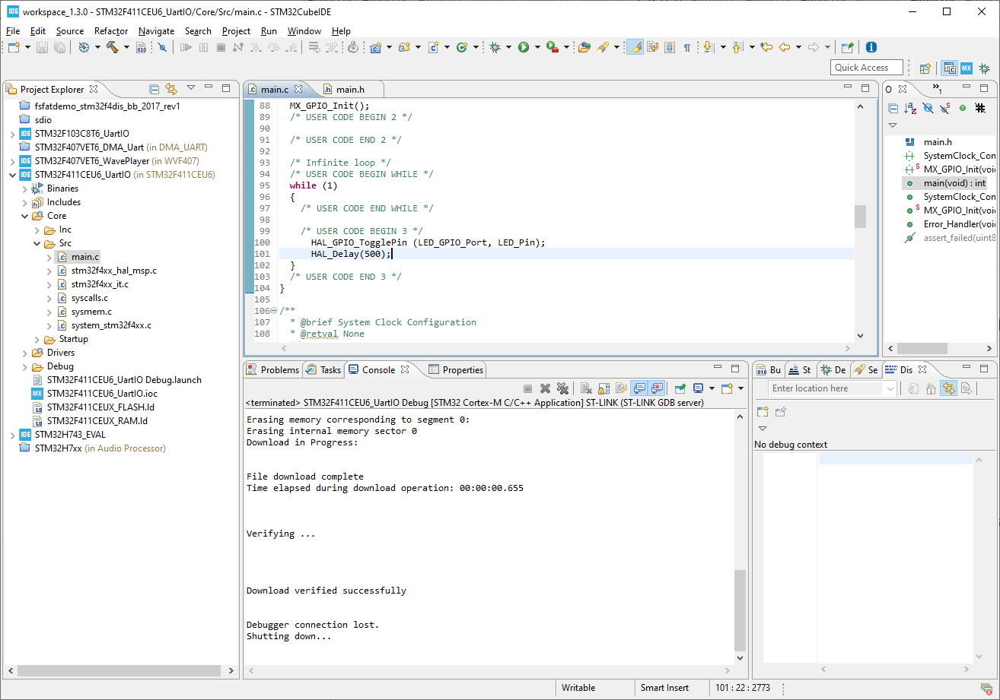 IDE workspace_1.3.0 - STM32F411CEU6_UartIO/Core/Src/main.c - STM32CubeIDE
File Edit Source Refactor Navigate Search Project Run Window Help
Quick Access
MX
Project Explorer
fsfatdemo_stm32f4dis_bb_2017_rev1
sdio
IDE STM32F103C8T6_UartIO
STM32F407VET6_DMA_Uart (in DMA_UART)
IDE STM32F407VET6_WavePlayer (in WVF407)
IDE STM32F411CEU6_UartIO (in STM32F411CEU6)
Binaries
Includes
Core
Inc
Src
main.c
stm32f4xx_hal_msp.c
stm32f4xx_it.c
syscalls.c
sysmem.c
system_stm32f4xx.c
Startup
Drivers
Debug
STM32F411CEU6_UartIO Debug.launch
MX STM32F411CEU6_UartIO.ioc
STM32F411CEUX_FLASH.ld
STM32F411CEUX_RAM.ld
IDE STM32H743_EVAL
STM32H7xx (in Audio Processor)
main.c main.h
88 MX_GPIO_Init();
89 /* USER CODE BEGIN 2 */
90
91 /* USER CODE END 2 */
92
93 /* Infinite loop */
94 /* USER CODE BEGIN WHILE */
95 while (1)
96 {
97 /* USER CODE END WHILE */
98
99 /* USER CODE BEGIN 3 */
100 HAL_GPIO_TogglePin (LED_GPIO_Port, LED_Pin);
101 HAL_Delay(500);
102 }
103 /* USER CODE END 3 */
104 }
105
106 /**
107 * @brief System Clock Configuration
108 * @retval None
O
main.h
SystemClock_Con
MX_GPIO_Init(voi
main(void) : int
SystemClock_Con
MX_GPIO_Init(voi
Error_Handler(voi
assert_failed(uint8
Problems Tasks Console Properties
<terminated> STM32F411CEU6_UartIO Debug [STM32 Cortex-M C/C++ Application] ST-LINK (ST-LINK GDB server)
Erasing memory corresponding to segment 0:
Erasing internal memory sector 0
Download in Progress:
File download complete
Time elapsed during download operation: 00:00:00.655
Verifying ...
Download verified successfully
Debugger connection lost.
Shutting down...
Bu St De Se Dis
Enter location here
No debug context
Writable Smart Insert 101 : 22 : 2773